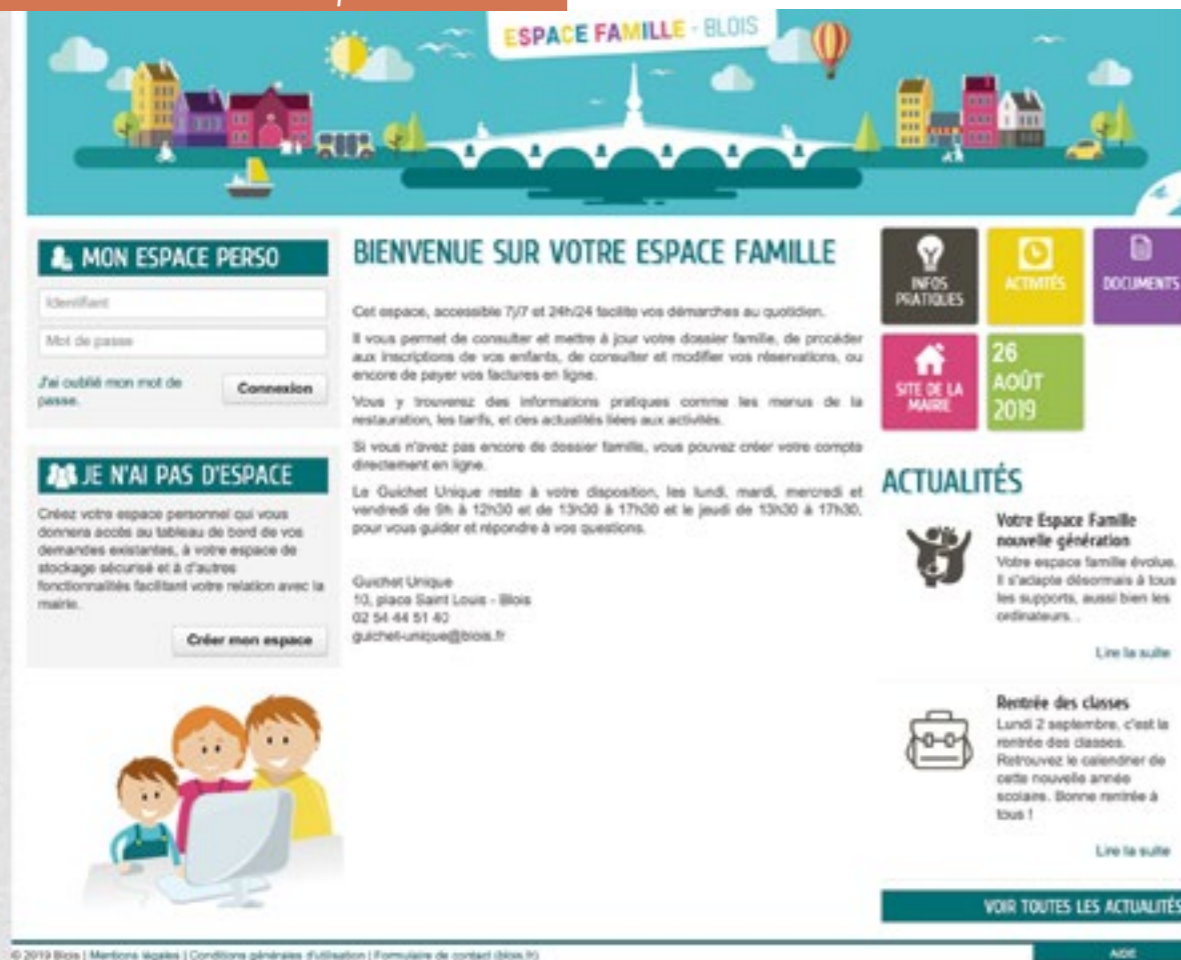 ESPACE FAMILLE - BLOIS
MON ESPACE PERSO
Identifiant
Mot de passe
J'ai oublié mon mot de
passe.
Connexion
JE N'AI PAS D'ESPACE
Créez votre espace personnel qui vous
donnera accès au tableau de bord de vos
demandes existantes, à votre espace de
stockage sécurisé et à d'autres
fonctionnalités facilitant votre relation avec la
mairie.
Créer mon espace
BIENVENUE SUR VOTRE ESPACE FAMILLE
Cet espace, accessible 7j/7 et 24h/24 facilite vos démarches au quotidien.
Il vous permet de consulter et mettre à jour votre dossier famille, de procéder
aux inscriptions de vos enfants, de consulter et modifier vos réservations, ou
encore de payer vos factures en ligne.
Vous y trouverez des informations pratiques comme les menus de la
restauration, les tarifs, et des actualités liées aux activités.
Si vous n'avez pas encore de dossier famille, vous pouvez créer votre compte
directement en ligne.
Le Guichet Unique reste à votre disposition, les lundi, mardi, mercredi et
vendredi de 9h à 12h30 et de 13h30 à 17h30 et le jeudi de 13h30 à 17h30,
pour vous guider et répondre à vos questions.
Guichet Unique
10, place Saint Louis - Blois
02 54 44 51 40
guichet-unique@blois.fr
INFOS
PRATIQUES
ACTIVITÉS
DOCUMENTS
SITE DE LA
MAIRIE
26
AOÛT
2019
ACTUALITÉS
Votre Espace Famille
nouvelle génération
Votre espace famille évolue.
Il s'adapte désormais à tous
les supports, aussi bien les
ordinateurs...
Lire la suite
Rentrée des classes
Lundi 2 septembre, c'est la
rentrée des classes.
Retrouvez le calendrier de
cette nouvelle année
scolaire. Bonne rentrée à
tous !
Lire la suite
VOIR TOUTES LES ACTUALITÉS
© 2019 Blois | Mentions légales | Conditions générales d'utilisation | Formulaire de contact (blois.fr)
AIDE